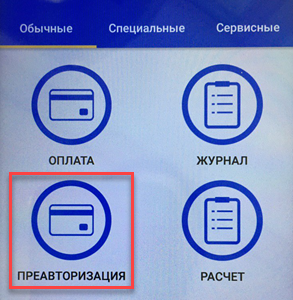 Обычные Специальные Сервисные
ОПЛАТА ЖУРНАЛ
ПРЕАВТОРИЗАЦИЯ РАСЧЕТ